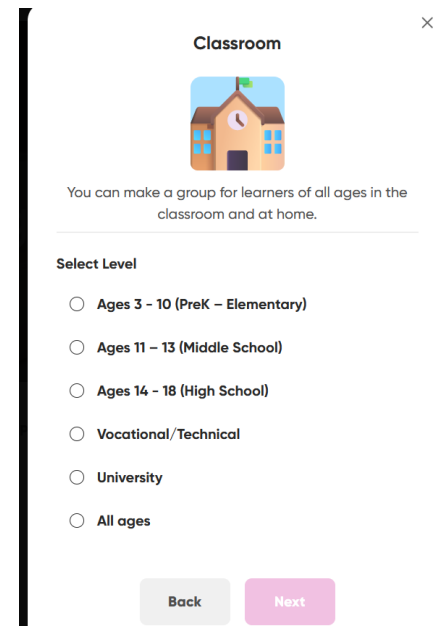 Classroom
You can make a group for learners of all ages in the
classroom and at home.
Select Level
Ages 3 - 10 (PreK – Elementary)
Ages 11 – 13 (Middle School)
Ages 14 - 18 (High School)
Vocational/Technical
University
All ages
Back
Next